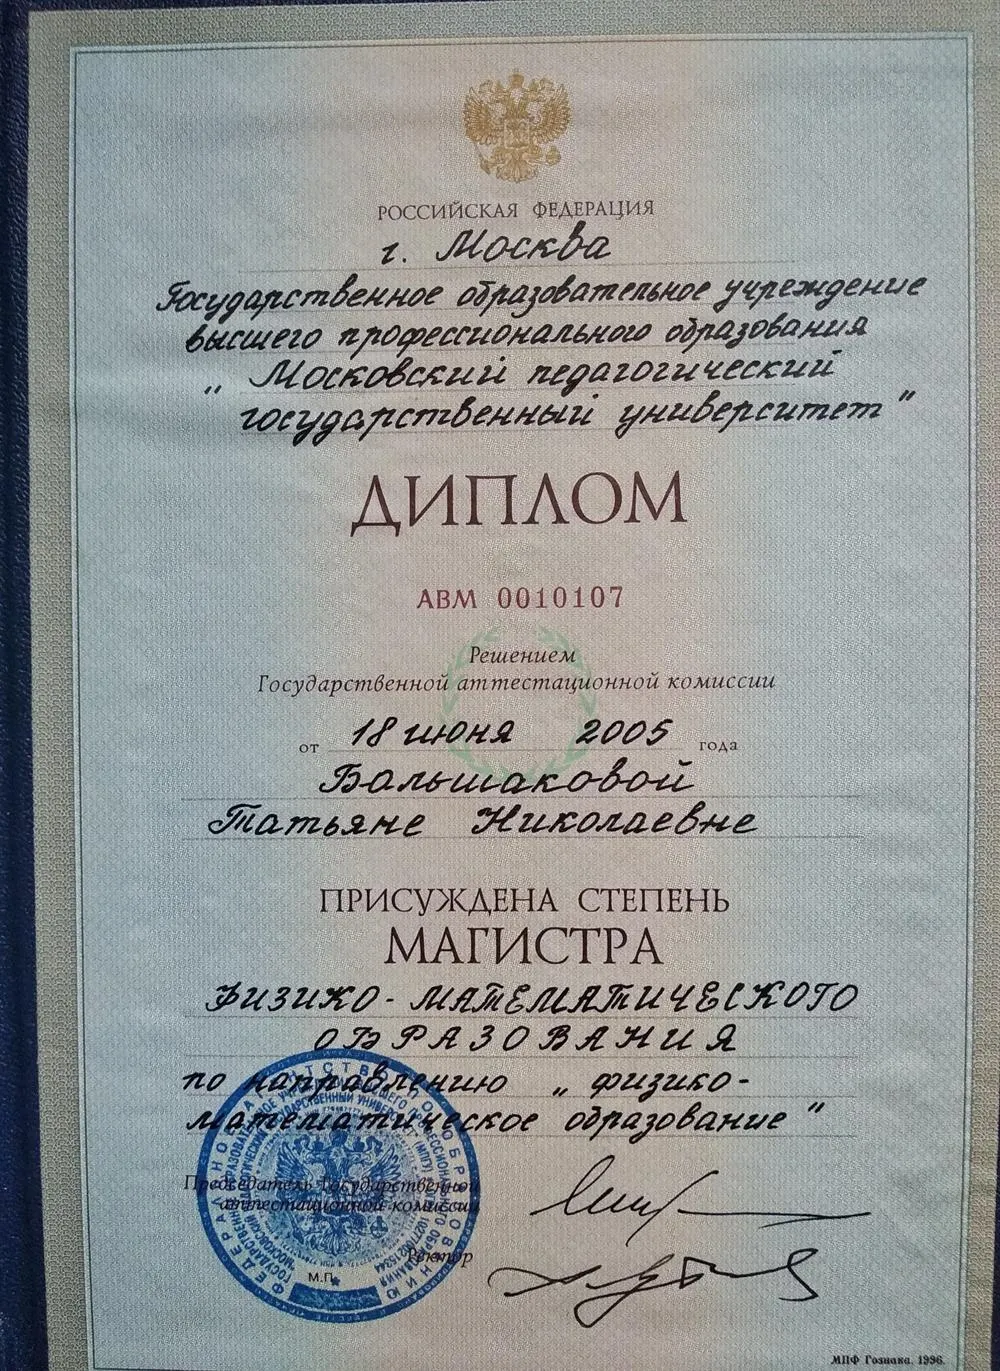 РОССИЙСКАЯ ФЕДЕРАЦИЯ
г. Москва
Государственное образовательное учреждение
высшего профессионального образования
„Московский педагогический
государственный университет"
ДИПЛОМ
АВМ 0010107
Решением
Государственной аттестационной комиссии
от 18 июня 2005 года
Большаковой
Татьяне Николаевне
ПРИСУЖДЕНА СТЕПЕНЬ
МАГИСТРА
ФИЗИКО-МАТЕМАТИЧЕСКОГО
ОБРАЗОВАНИЯ
по направлению „физико-
математическое образование"
Председатель Государственной
аттестационной комиссии
Ректор
М.П.
МПФ Гознака. 1996.